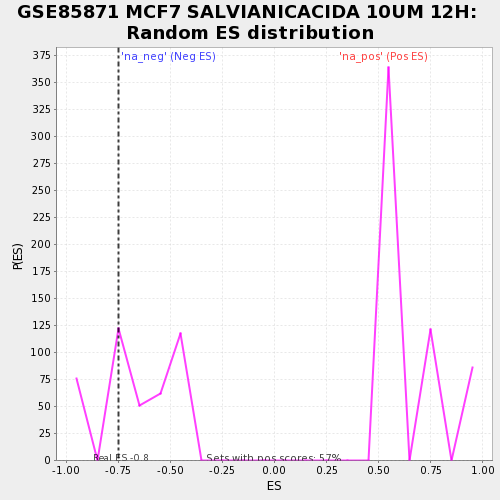 GSE85871 MCF7 SALVIANICACIDA 10UM 12H:
Random ES distribution
'na_neg' (Neg ES)
'na_pos' (Pos ES)
375
350
325
300
275
250
225
200
175
150
125
100
75
50
25
0
P(ES)
Real ES -0.8
Sets with pos scores: 57%
-1.00 -0.75 -0.50 -0.25 0.00 0.25 0.50 0.75 1.00
ES